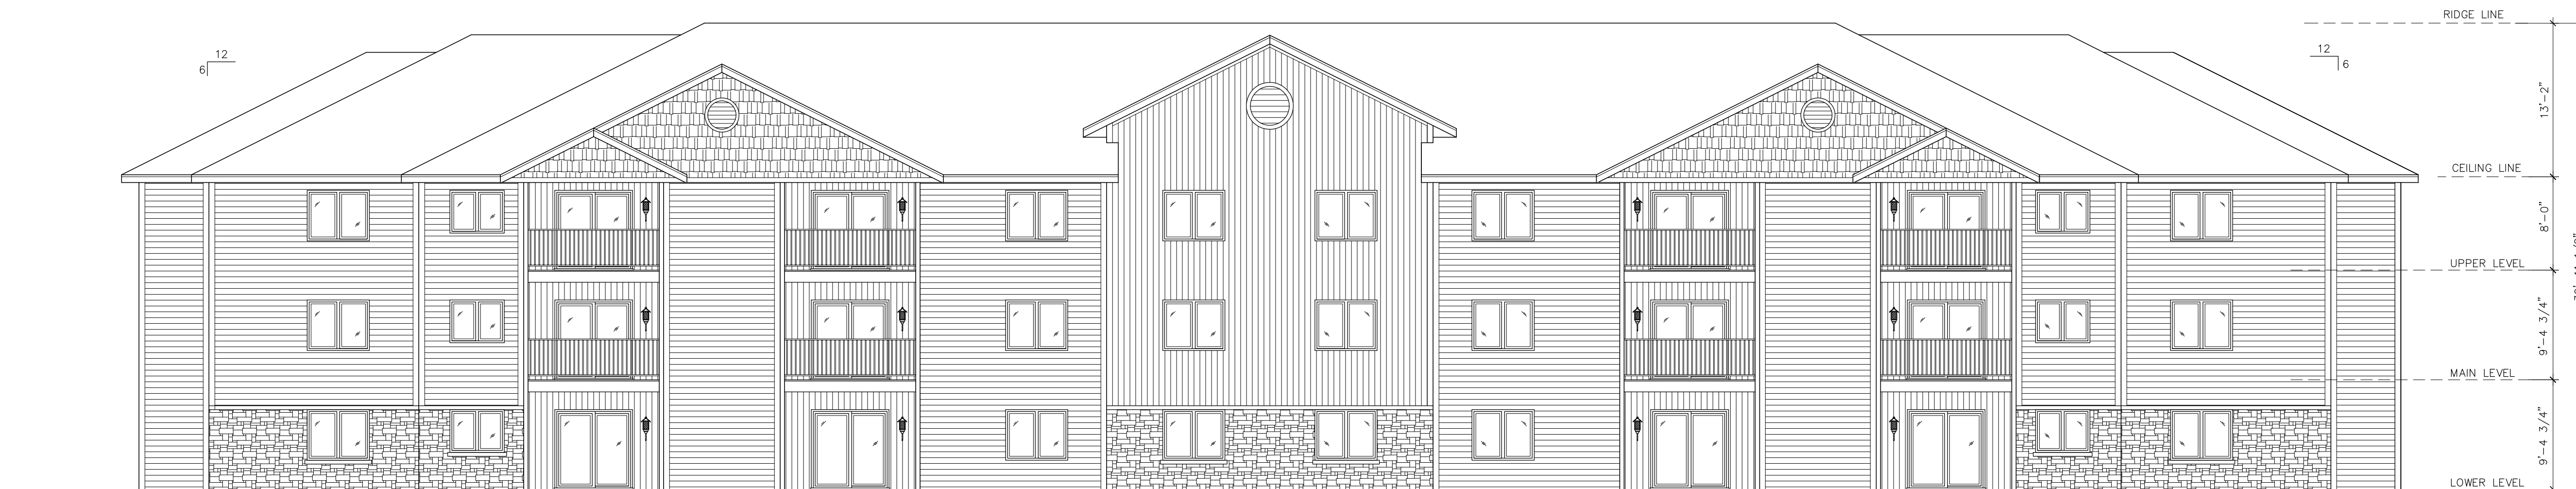 RIDGE LINE
12
6
12
6
13'-2"
CEILING LINE
8'-0"
UPPER LEVEL
9'-4 3/4"
MAIN LEVEL
9'-4 3/4"
LOWER LEVEL